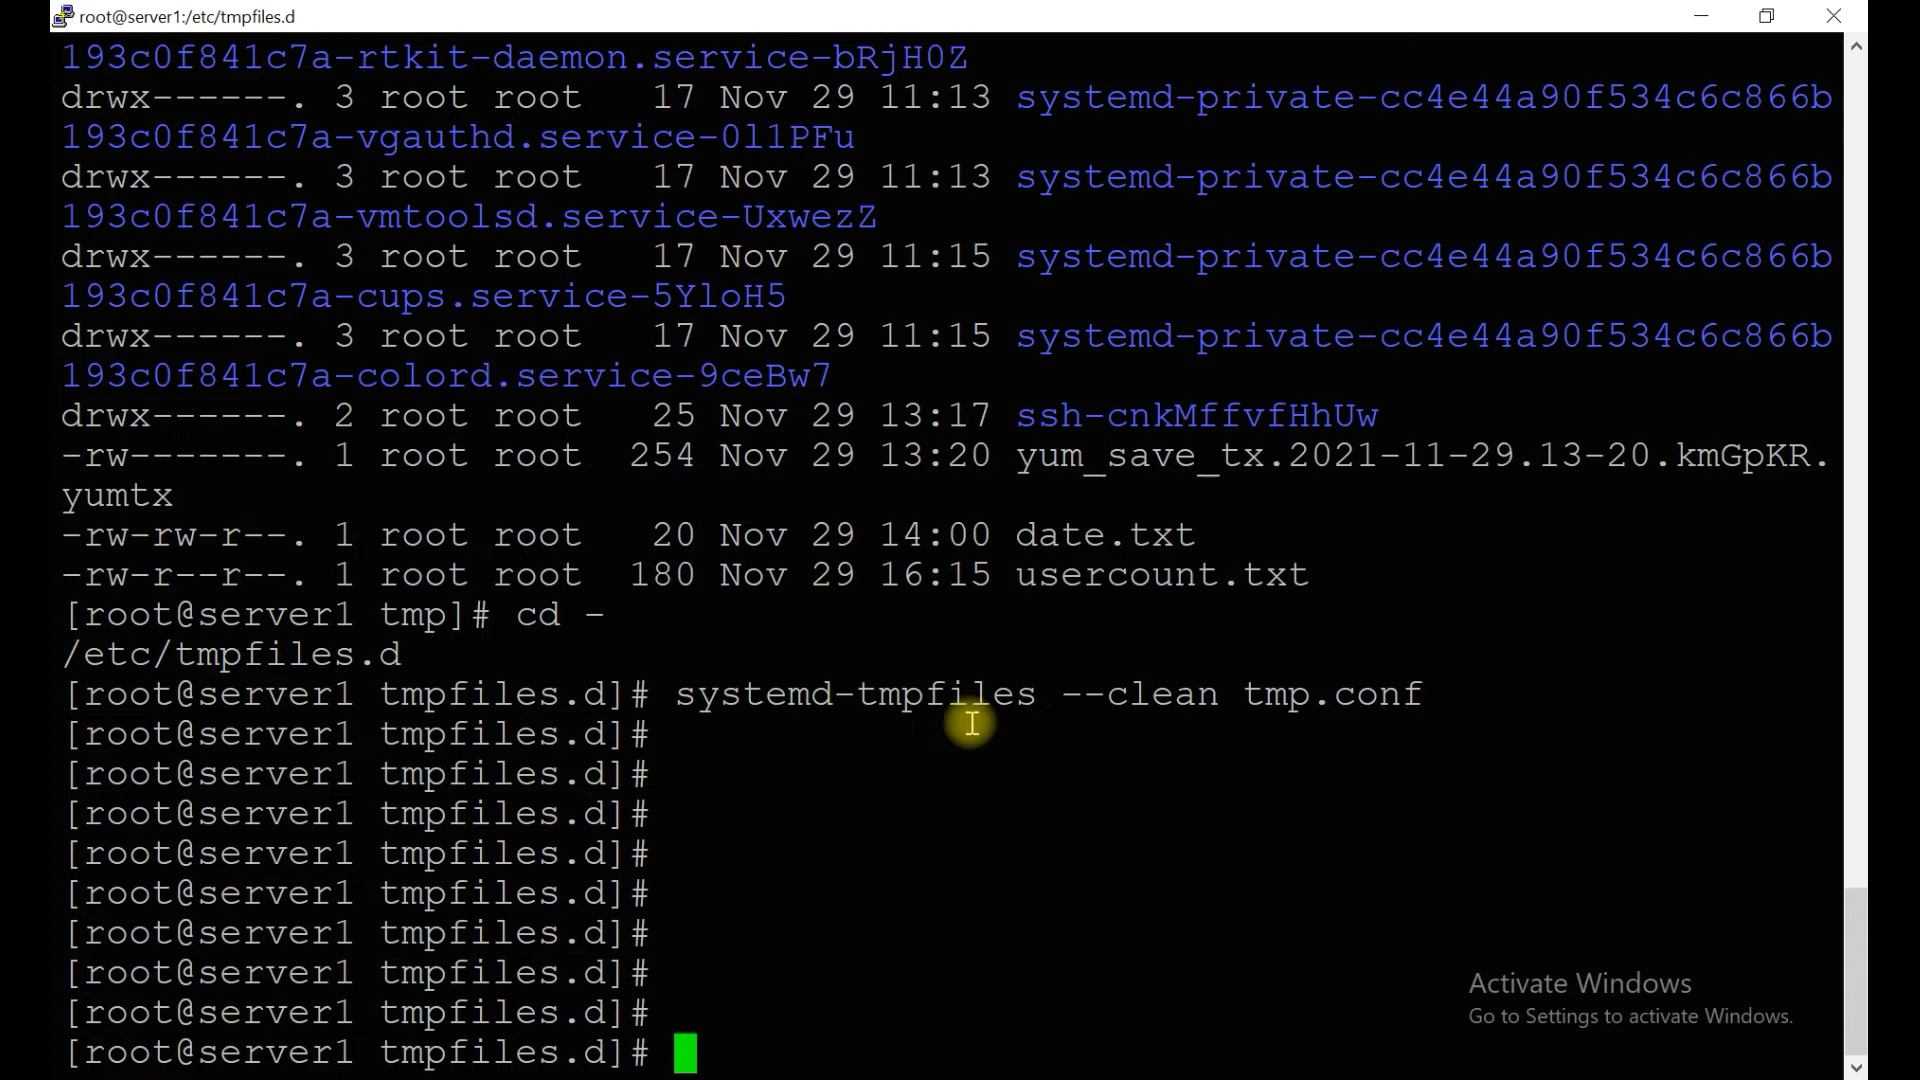 root@server1:/etc/tmpfiles.d
193c0f841c7a-rtkit-daemon.service-bRjH0Z
drwx------. 3 root root   17 Nov 29 11:13 systemd-private-cc4e44a90f534c6c866b
193c0f841c7a-vgauthd.service-0l1PFu
drwx------. 3 root root   17 Nov 29 11:13 systemd-private-cc4e44a90f534c6c866b
193c0f841c7a-vmtoolsd.service-UxwezZ
drwx------. 3 root root   17 Nov 29 11:15 systemd-private-cc4e44a90f534c6c866b
193c0f841c7a-cups.service-5YloH5
drwx------. 3 root root   17 Nov 29 11:15 systemd-private-cc4e44a90f534c6c866b
193c0f841c7a-colord.service-9ceBw7
drwx------. 2 root root   25 Nov 29 13:17 ssh-cnkMffvfHhUw
-rw-------. 1 root root  254 Nov 29 13:20 yum_save_tx.2021-11-29.13-20.kmGpKR.
yumtx
-rw-rw-r--. 1 root root   20 Nov 29 14:00 date.txt
-rw-r--r--. 1 root root  180 Nov 29 16:15 usercount.txt
[root@server1 tmp]# cd -
/etc/tmpfiles.d
[root@server1 tmpfiles.d]# systemd-tmpfiles --clean tmp.conf
[root@server1 tmpfiles.d]#
[root@server1 tmpfiles.d]#
[root@server1 tmpfiles.d]#
[root@server1 tmpfiles.d]#
[root@server1 tmpfiles.d]#
[root@server1 tmpfiles.d]#
[root@server1 tmpfiles.d]#
[root@server1 tmpfiles.d]#
[root@server1 tmpfiles.d]#
Activate Windows
Go to Settings to activate Windows.